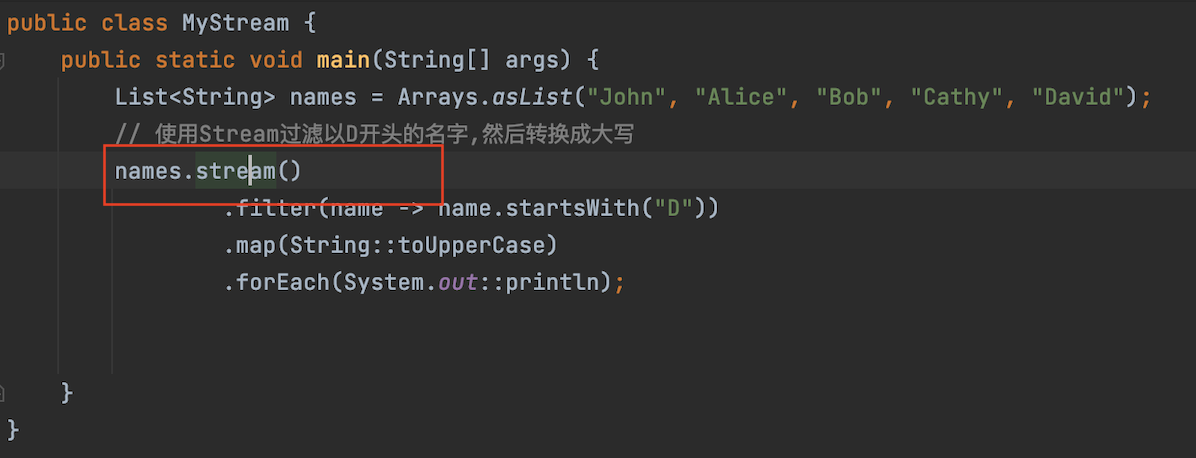 public class MyStream {
public static void main(String[] args) {
List<String> names = Arrays.asList("John", "Alice", "Bob", "Cathy", "David");
// 使用Stream过滤以D开头的名字,然后转换成大写
names.stream()
.filter(name -> name.startsWith("D"))
.map(String::toUpperCase)
.forEach(System.out::println);
}
}